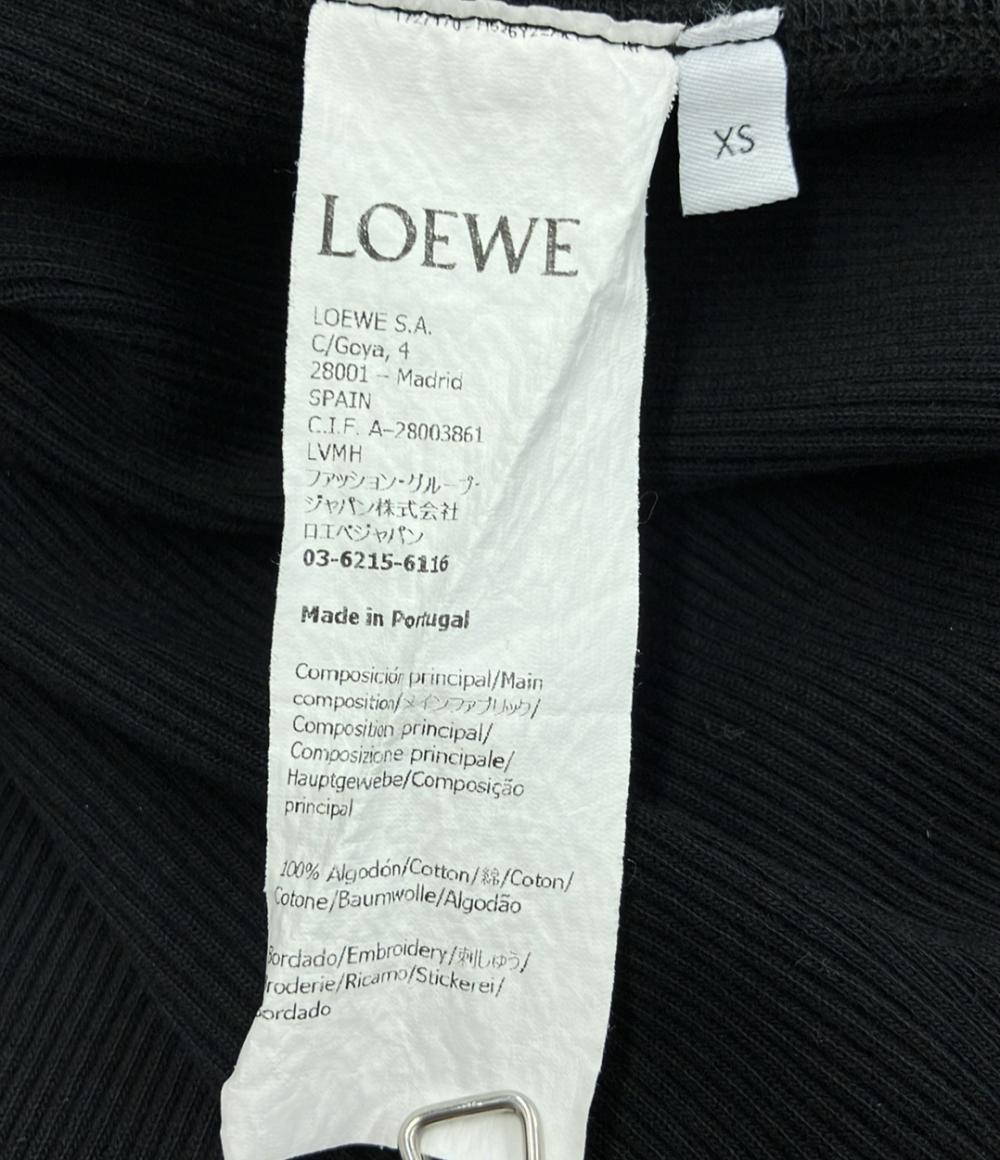 XS
LOEWE
LOEWE S.A.
C/Goya, 4
28001 - Madrid
SPAIN
C.I.F. A-28003861
LVMH
ファッション・グループ・
ジャパン株式会社
ロエベジャパン
03-6215-6116
Made in Portugal
Composición principal/Main
composition/メインファブリック/
Composition principal/
Composizione principale/
Hauptgewebe/Composição
principal
100% Algodón/Cotton/綿/Coton/
Cotone/Baumwolle/Algodão
Bordado/Embroidery/刺しゅう/
roderie/Ricamo/Stickerei/
Bordado